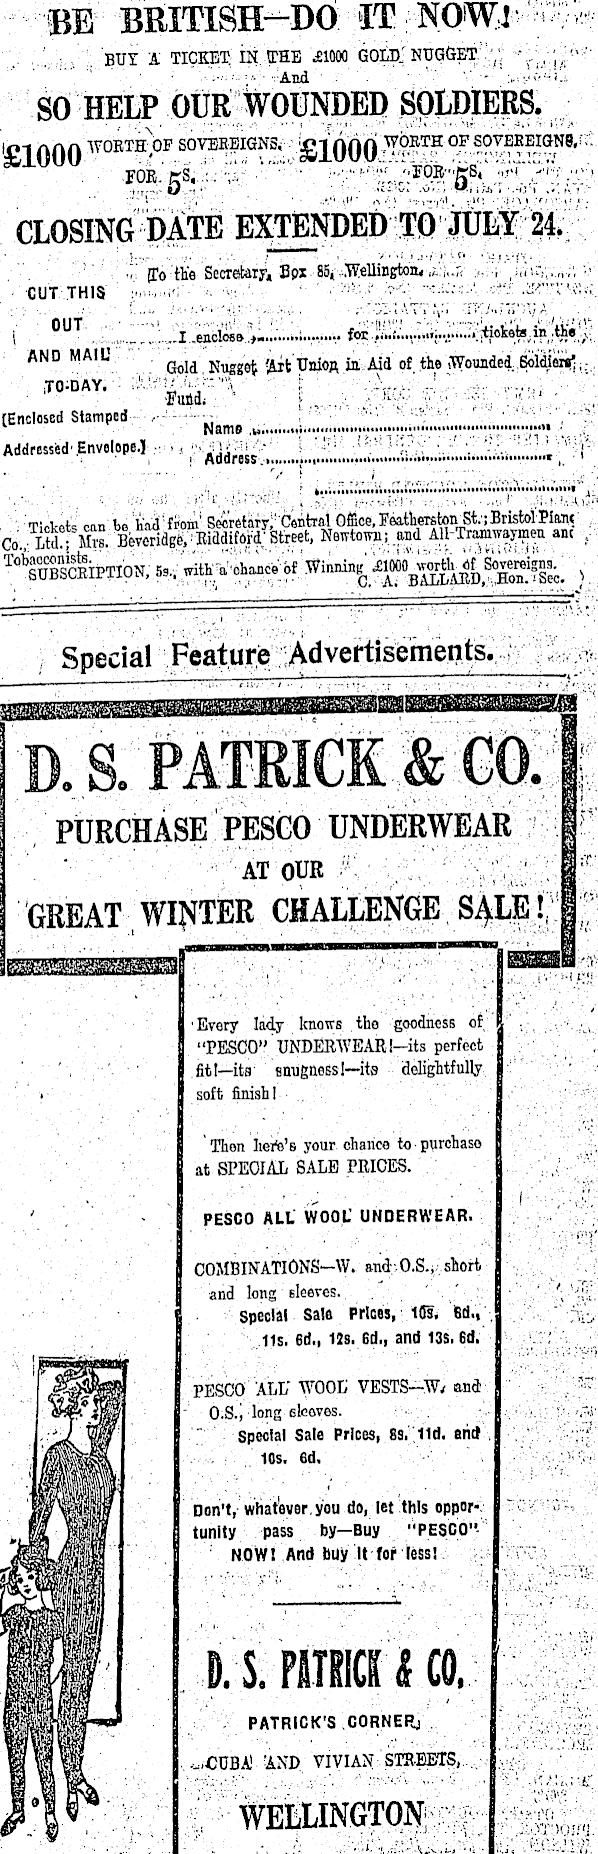 BE BRITISH—DO IT NOW!
BUY A TICKET IN THE £1000 GOLD NUGGET
And
SO HELP OUR WOUNDED SOLDIERS.
£1000 WORTH OF SOVEREIGNS. £1000 WORTH OF SOVEREIGNS,
FOR 5S. FOR 5S.
CLOSING DATE EXTENDED TO JULY 24.
CUT THIS
OUT
AND MAIL
TO-DAY.
[Enclosed Stamped
Addressed Envelope.]
To the Secretary, Box 85, Wellington.
I enclose .................. for .................. tickets in the
Gold Nugget Art Union in Aid of the Wounded Soldiers'
Fund.
Name ..................
Address ..................
..................
Tickets can be had from Secretary, Central Office, Featherston St.; Bristol Piano
Co., Ltd.; Mrs. Beveridge, Riddiford Street, Newtown; and All Tramwaymen and
Tobacconists.
SUBSCRIPTION, 5s., with a chance of Winning £1000 worth of Sovereigns.
C. A. BALLARD, Hon. Sec.
Special Feature Advertisements.
D. S. PATRICK & CO.
PURCHASE PESCO UNDERWEAR
AT OUR
GREAT WINTER CHALLENGE SALE!
Every lady knows the goodness of
"PESCO" UNDERWEAR!—its perfect
fit!—its snugness!—its delightfully
soft finish!
Then here's your chance to purchase
at SPECIAL SALE PRICES.
PESCO ALL WOOL UNDERWEAR.
COMBINATIONS—W. and O.S., short
and long sleeves.
Special Sale Prices, 10s. 6d.,
11s. 6d., 12s. 6d., and 13s. 6d.
PESCO ALL WOOL VESTS—W. and
O.S., long sleeves.
Special Sale Prices, 8s. 11d. and
10s. 6d.
Don't, whatever you do, let this oppor-
tunity pass by—Buy "PESCO"
NOW! And buy it for less!
D. S. PATRICK & CO.
PATRICK'S CORNER,
CUBA AND VIVIAN STREETS,
WELLINGTON